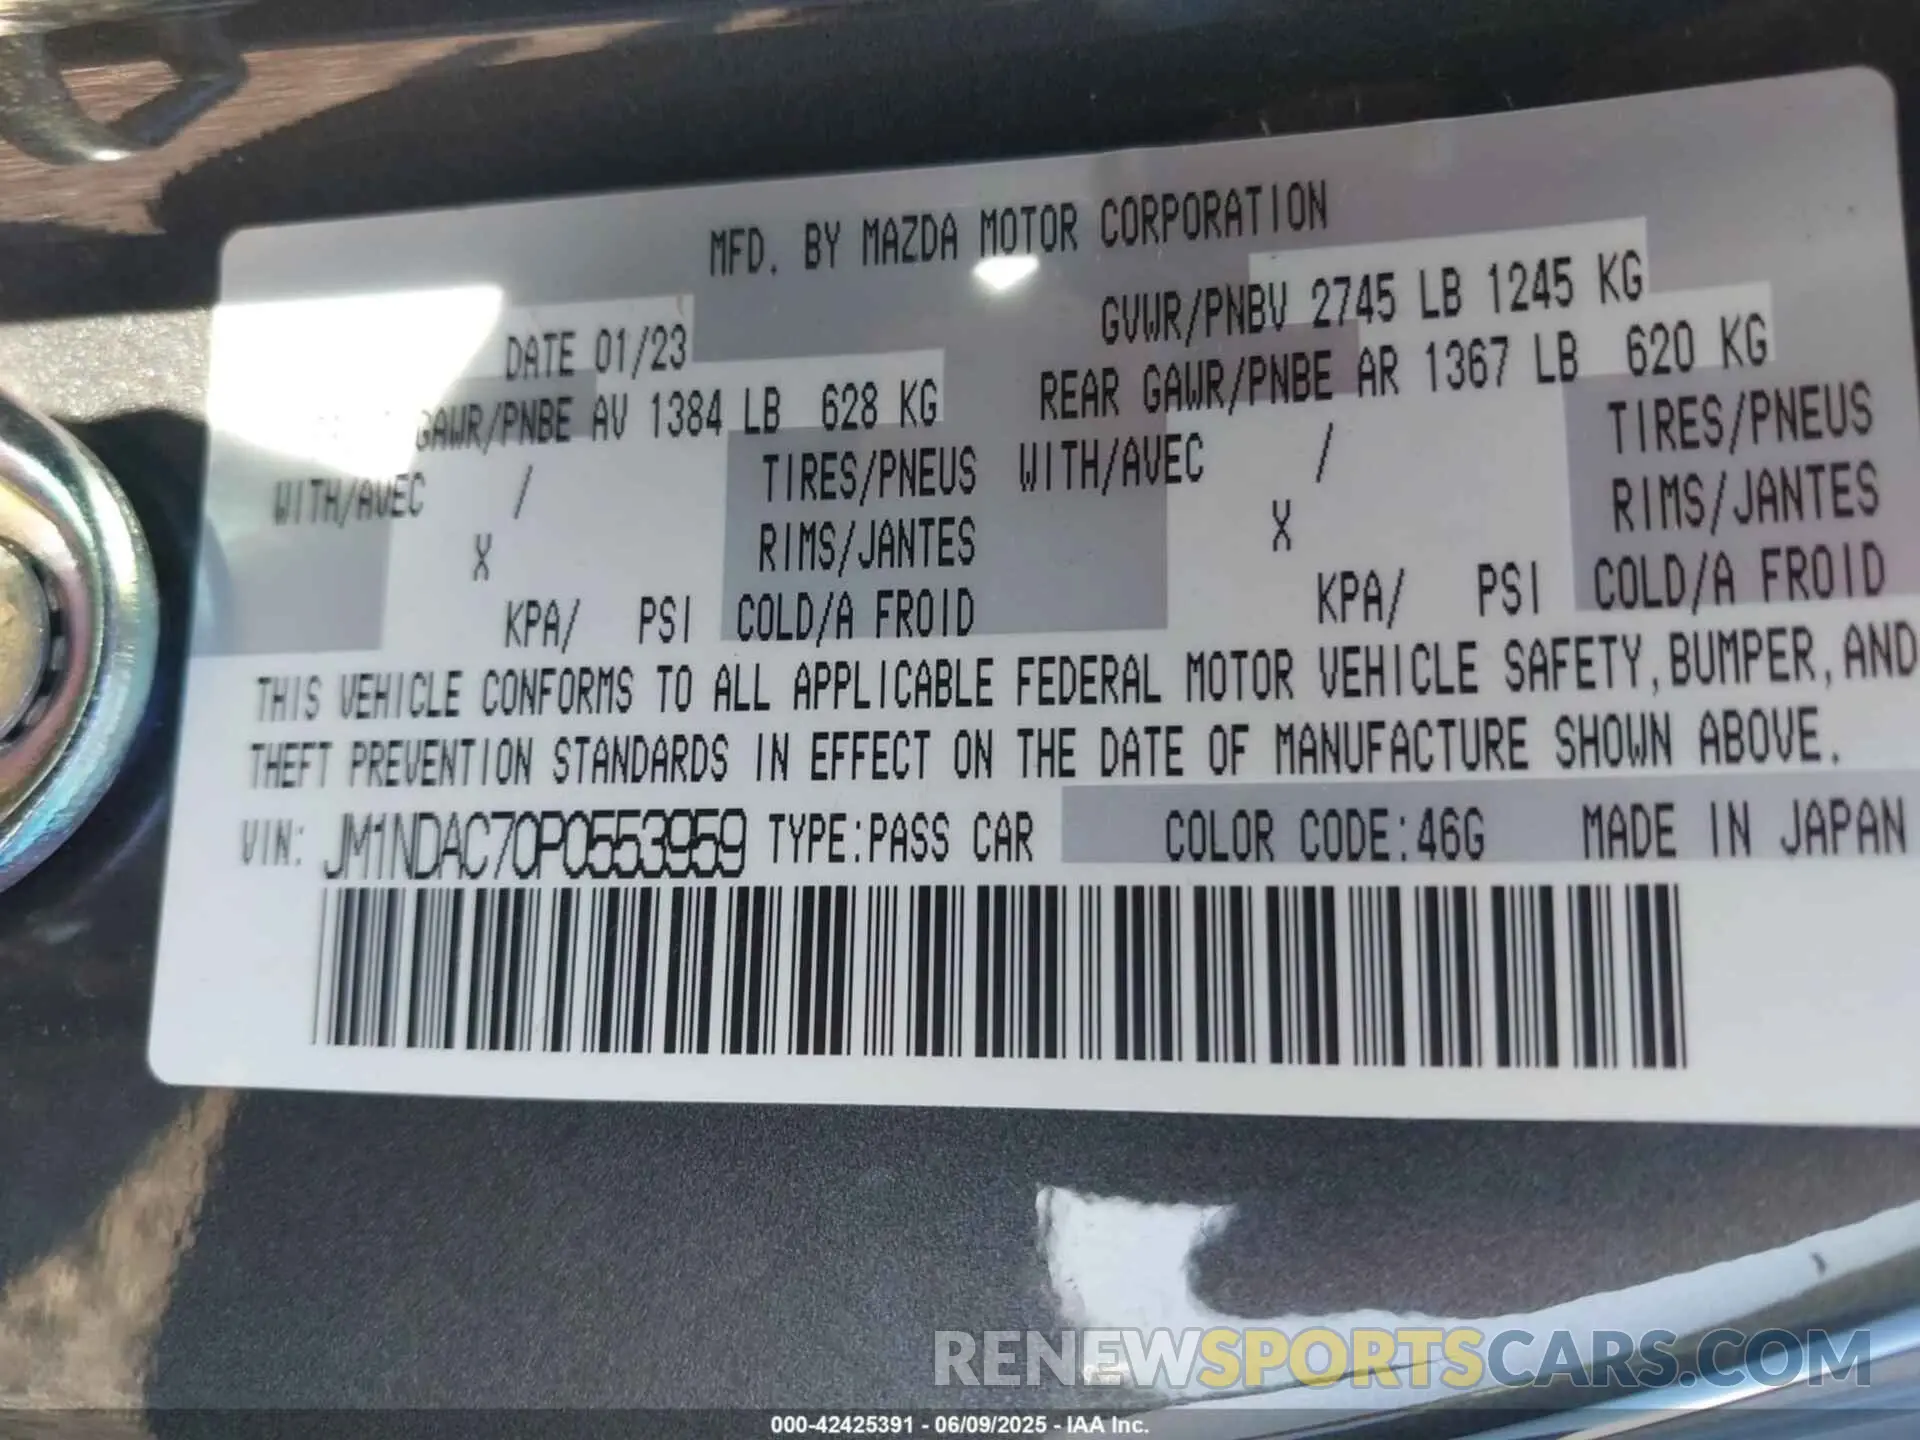 MFD. BY MAZDA MOTOR CORPORATION
DATE 01/23
GVWR/PNBV 2745 LB 1245 KG
GAWR/PNBE AV 1384 LB 628 KG
REAR GAWR/PNBE AR 1367 LB 620 KG
WITH/AVEC / TIRES/PNEUS
WITH/AVEC / TIRES/PNEUS
X RIMS/JANTES
X RIMS/JANTES
KPA/ PSI COLD/A FROID
KPA/ PSI COLD/A FROID
THIS VEHICLE CONFORMS TO ALL APPLICABLE FEDERAL MOTOR VEHICLE SAFETY, BUMPER, AND
THEFT PREVENTION STANDARDS IN EFFECT ON THE DATE OF MANUFACTURE SHOWN ABOVE.
VIN: JM1NDAC70P0553959 TYPE:PASS CAR COLOR CODE:46G MADE IN JAPAN
RENEWSPORTSCARS.COM
000-42425391 - 06/09/2025 - IAA Inc.